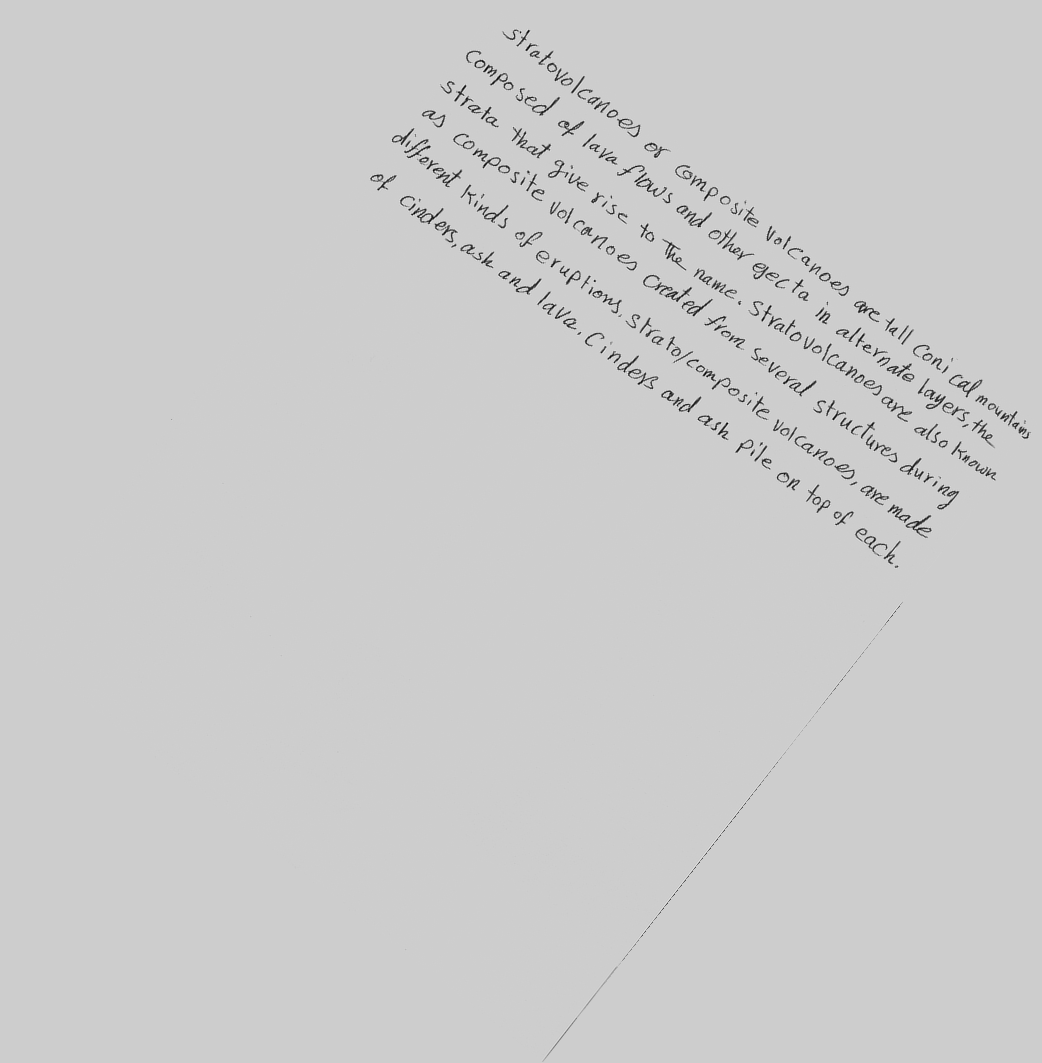 Stratovolcanoes or composite volcanoes are tall conical mountains
composed of lava flows and other ejecta in alternate layers, the
strata that give rise to the name. Stratovolcanoes are also known
as composite volcanoes created from several structures during
different kinds of eruptions. Strato/composite volcanoes, are made
of cinders, ash and lava. Cinders and ash pile on top of each.